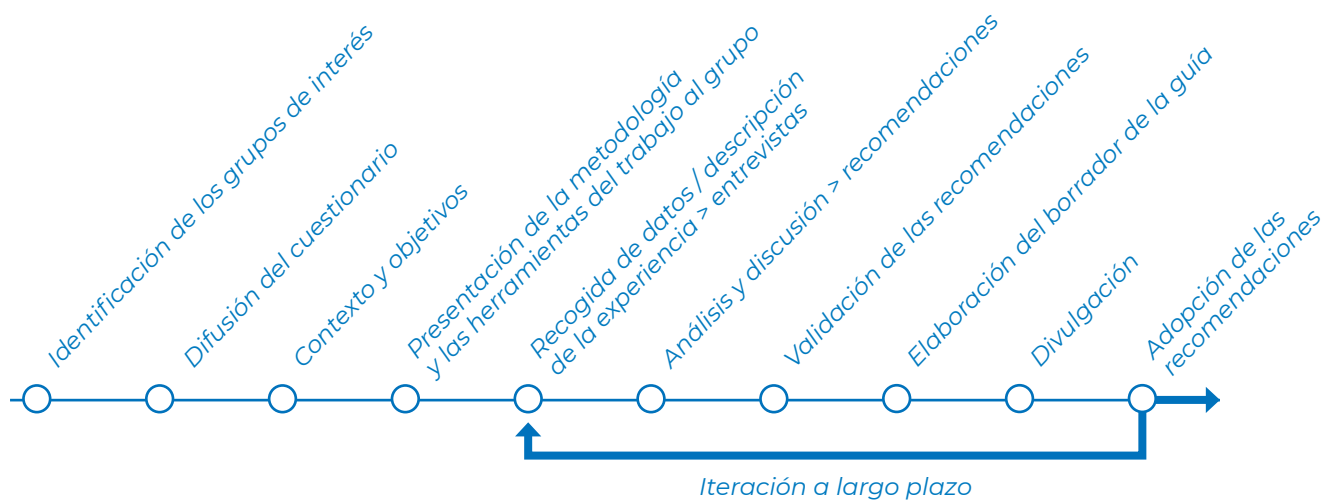 Identificación de los grupos de interés
Difusión del cuestionario
Contexto y objetivos
Presentación de la metodología
y las herramientas del trabajo al grupo
Recogida de datos / descripción
de la experiencia > entrevistas
Análisis y discusión > recomendaciones
Validación de las recomendaciones
Elaboración del borrador de la guía
Divulgación
Adopción de las
recomendaciones
Iteración a largo plazo